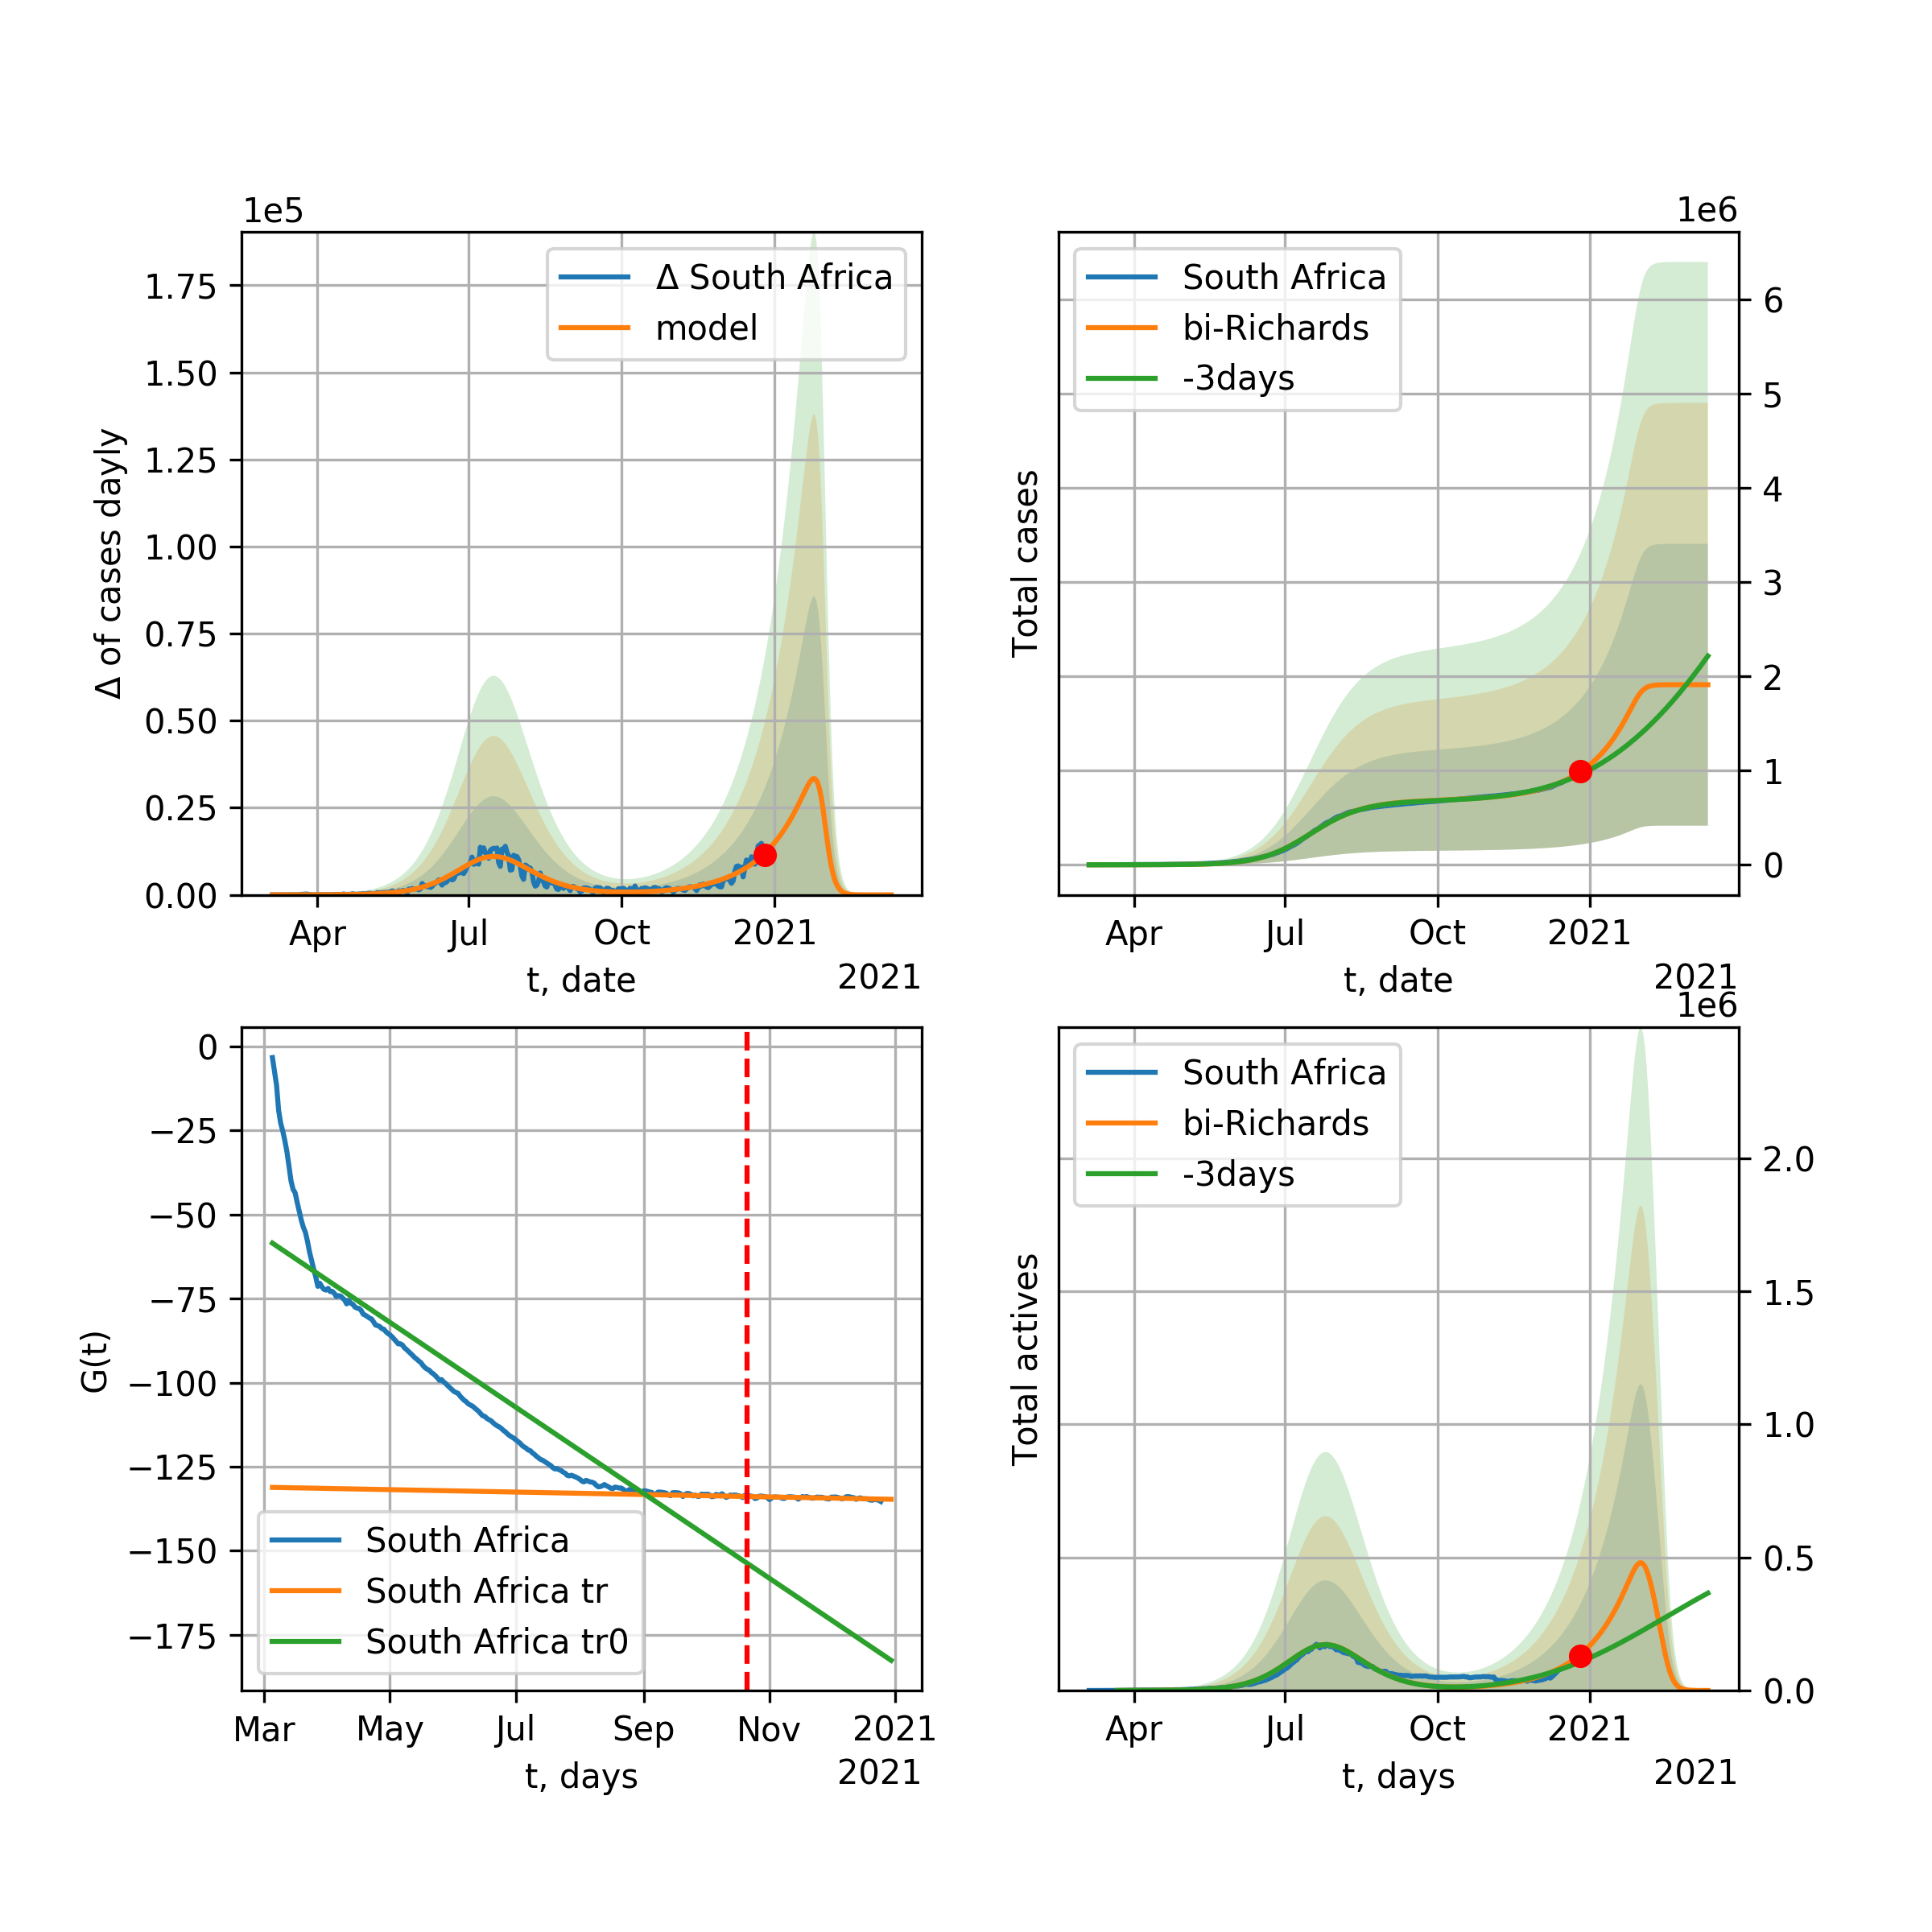 1e5
Δ of cases dayly
1.75
1.50
1.25
1.00
0.75
0.50
0.25
0.00
Δ South Africa
model
Apr
Jul
Oct
2021
t, date
2021
1e6
Total cases
South Africa
bi-Richards
-3days
6
5
4
3
2
1
0
Apr
Jul
Oct
2021
t, date
2021
G(t)
0
−25
−50
−75
−100
−125
−150
−175
South Africa
South Africa tr
South Africa tr0
Mar
May
Jul
Sep
Nov
2021
t, days
2021
1e6
Total actives
South Africa
bi-Richards
-3days
2.0
1.5
1.0
0.5
0.0
Apr
Jul
Oct
2021
t, days
2021